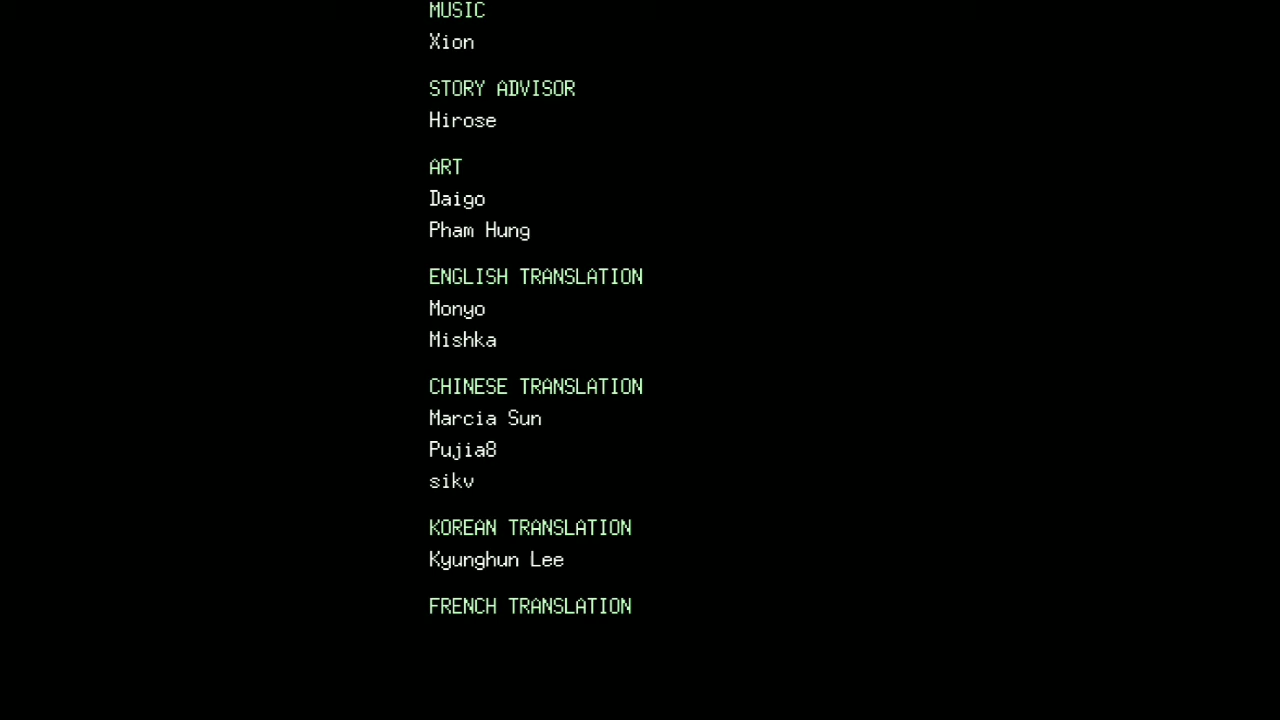 MUSIC
Xion
STORY ADVISOR
Hirose
ART
Daigo
Pham Hung
ENGLISH TRANSLATION
Monyo
Mishka
CHINESE TRANSLATION
Marcia Sun
Pujia8
sikv
KOREAN TRANSLATION
Kyunghun Lee
FRENCH TRANSLATION